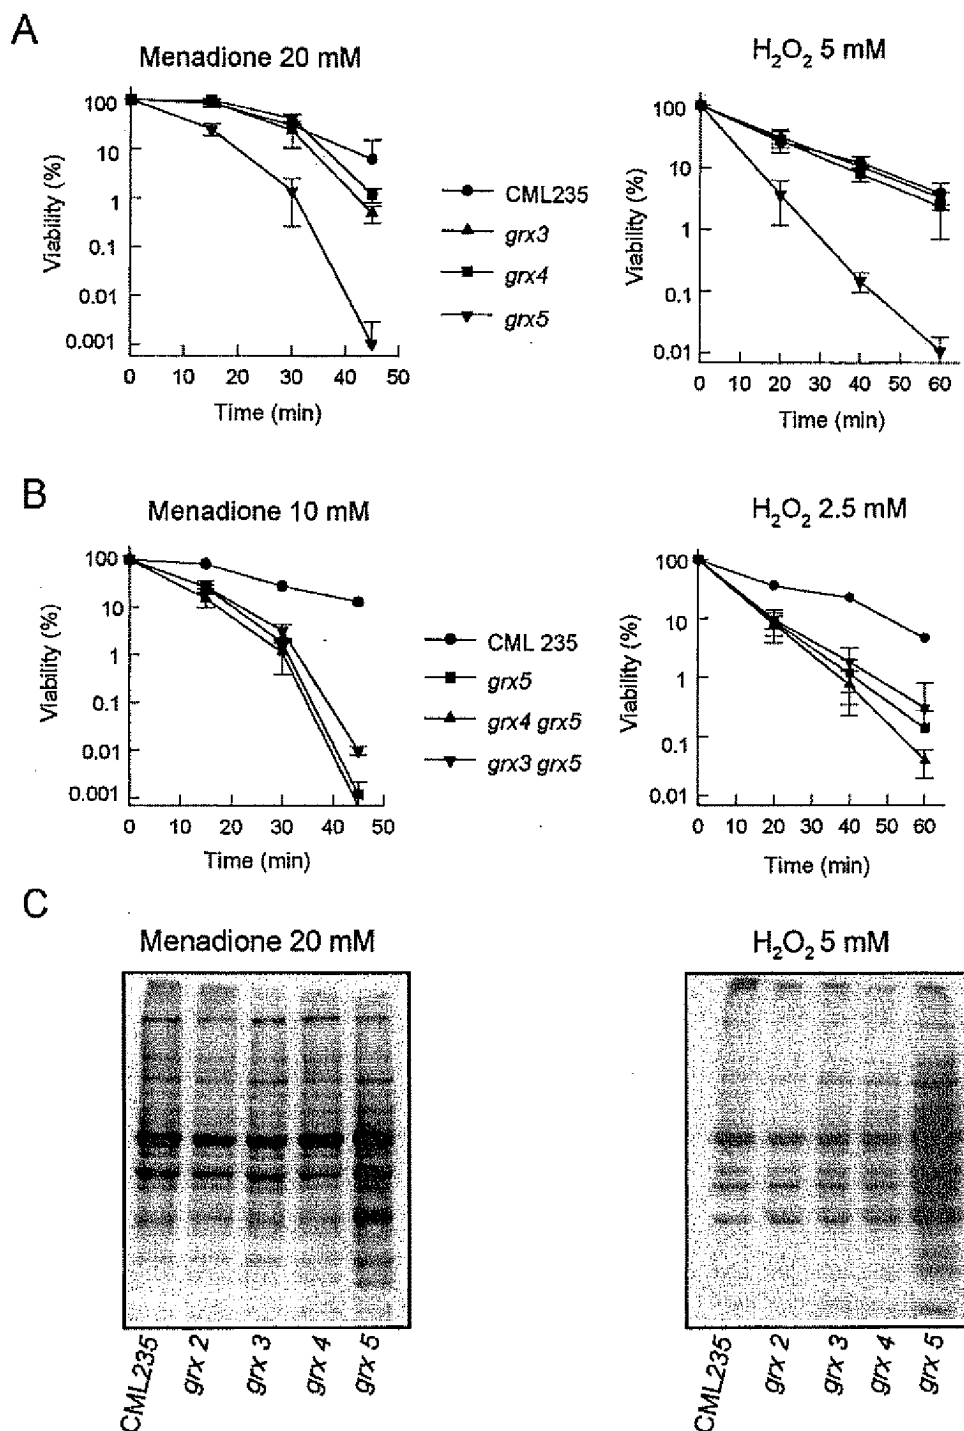 A
Menadione 20 mM
Viability (%)
100
10
1
0.1
0.01
0.001
0 10 20 30 40 50
Time (min)
CML235
grx3
grx4
grx5
H2O2 5 mM
Viability (%)
100
10
1
0.1
0.01
0 10 20 30 40 50 60
Time (min)
B
Menadione 10 mM
Viability (%)
100
10
1
0.1
0.01
0.001
0 10 20 30 40 50
Time (min)
CML 235
grx5
grx4 grx5
grx3 grx5
H2O2 2.5 mM
Viability (%)
100
10
1
0.1
0.01
0 10 20 30 40 50 60
Time (min)
C
Menadione 20 mM
CML235 grx 2 grx 3 grx 4 grx 5
H2O2 5 mM
CML235 grx 2 grx 3 grx 4 grx 5